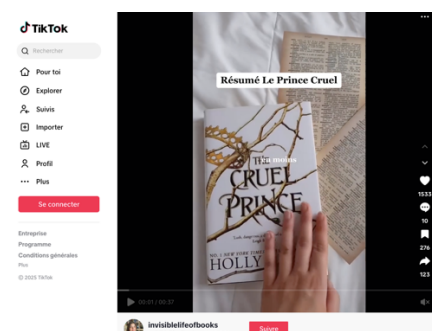 TikTok
Rechercher
Pour toi
Explorer
Suivis
Importer
LIVE
Profil
Plus
Se connecter
Entreprise
Programme
Conditions générales
Plus
© 2025 TikTok
Résumé Le Prince Cruel
THE
CRUEL
PRINCE
HOLLY
1533
10
276
123
00:01 / 00:37
invisiblelifeofbooks
Suivre